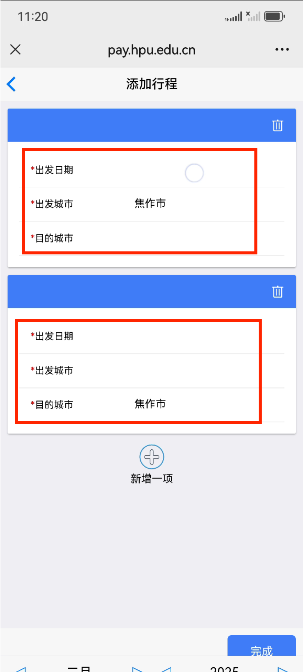 11:20
pay.hpu.edu.cn
添加行程
*出发日期
*出发城市 焦作市
*目的城市
*出发日期
*出发城市
*目的城市 焦作市
新增一项
完成
二月 2025